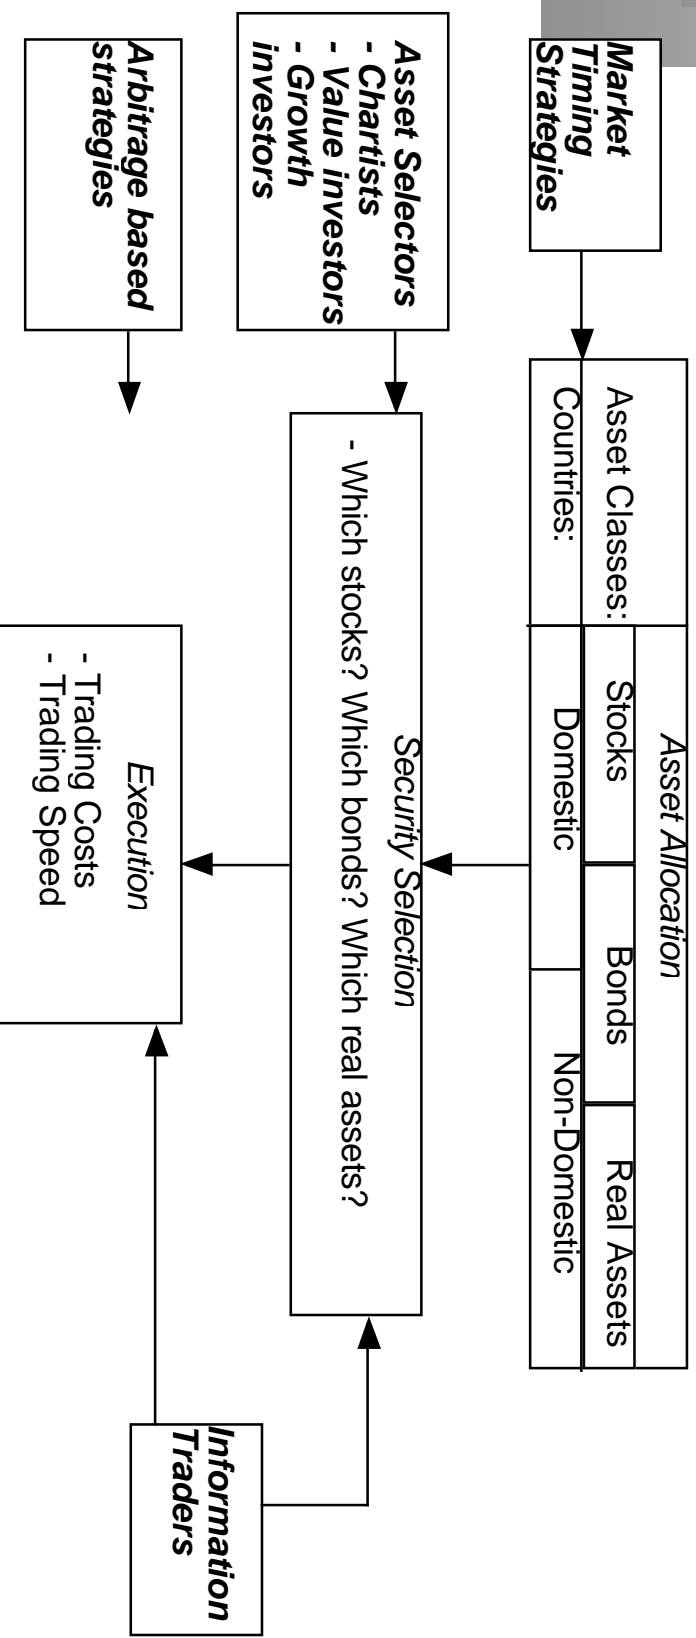 Market
Timing
Strategies
Asset Allocation
Asset Classes:
Stocks
Bonds
Real Assets
Countries:
Domestic
Non-Domestic
Asset Selectors
- Chartists
- Value investors
- Growth
investors
Security Selection
- Which stocks? Which bonds? Which real assets?
Arbitrage based
strategies
Execution
- Trading Costs
- Trading Speed
Information
Traders